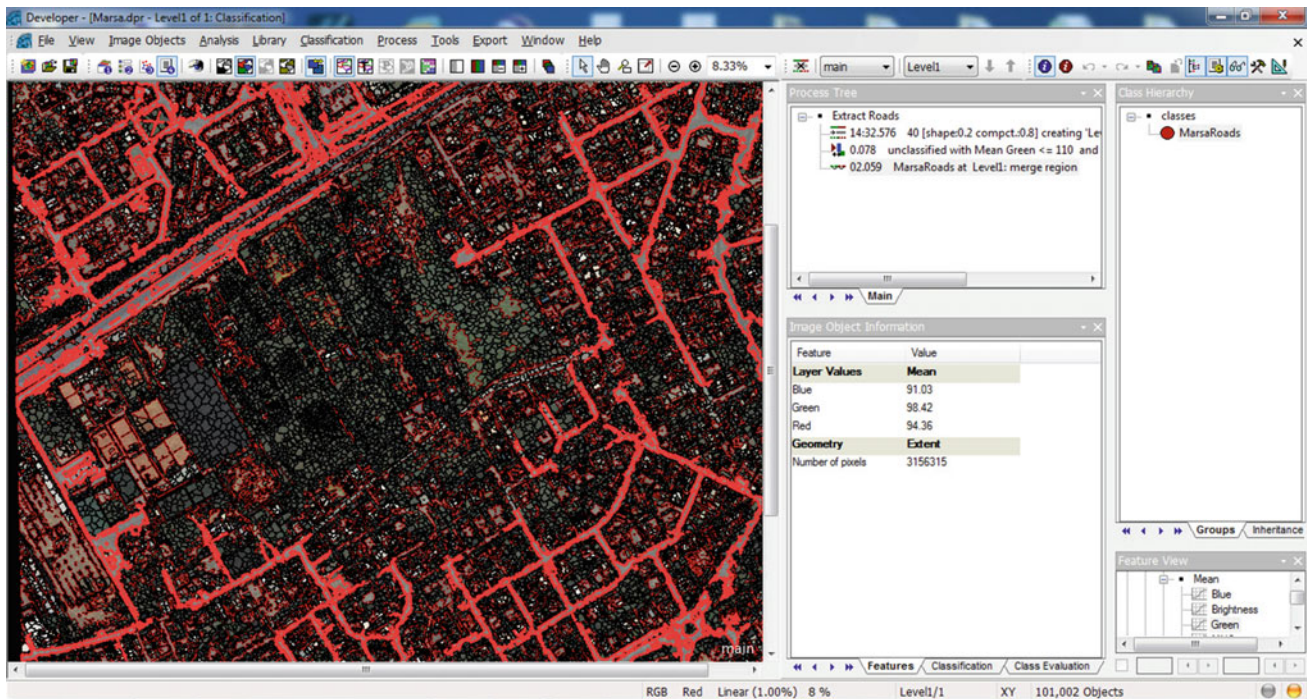 Developer - [Marsa.dpr - Level1 of 1: Classification]
File View Image Objects Analysis Library Classification Process Tools Export Window Help
8.33% main Level1
Process Tree
Extract Roads
14:32.576 40 [shape:0.2 compct.:0.8] creating 'Le
0.078 unclassified with Mean Green <= 110 and
02.059 MarsaRoads at Level1: merge region
Main
Class Hierarchy
classes
MarsaRoads
Groups Inheritance
Image Object Information
Feature Value
Layer Values Mean
Blue 91.03
Green 98.42
Red 94.36
Geometry Extent
Number of pixels 3156315
Features Classification Class Evaluation
Feature View
Mean
Blue
Brightness
Green
main
RGB Red Linear (1.00%) 8 % Level1/1 XY 101,002 Objects